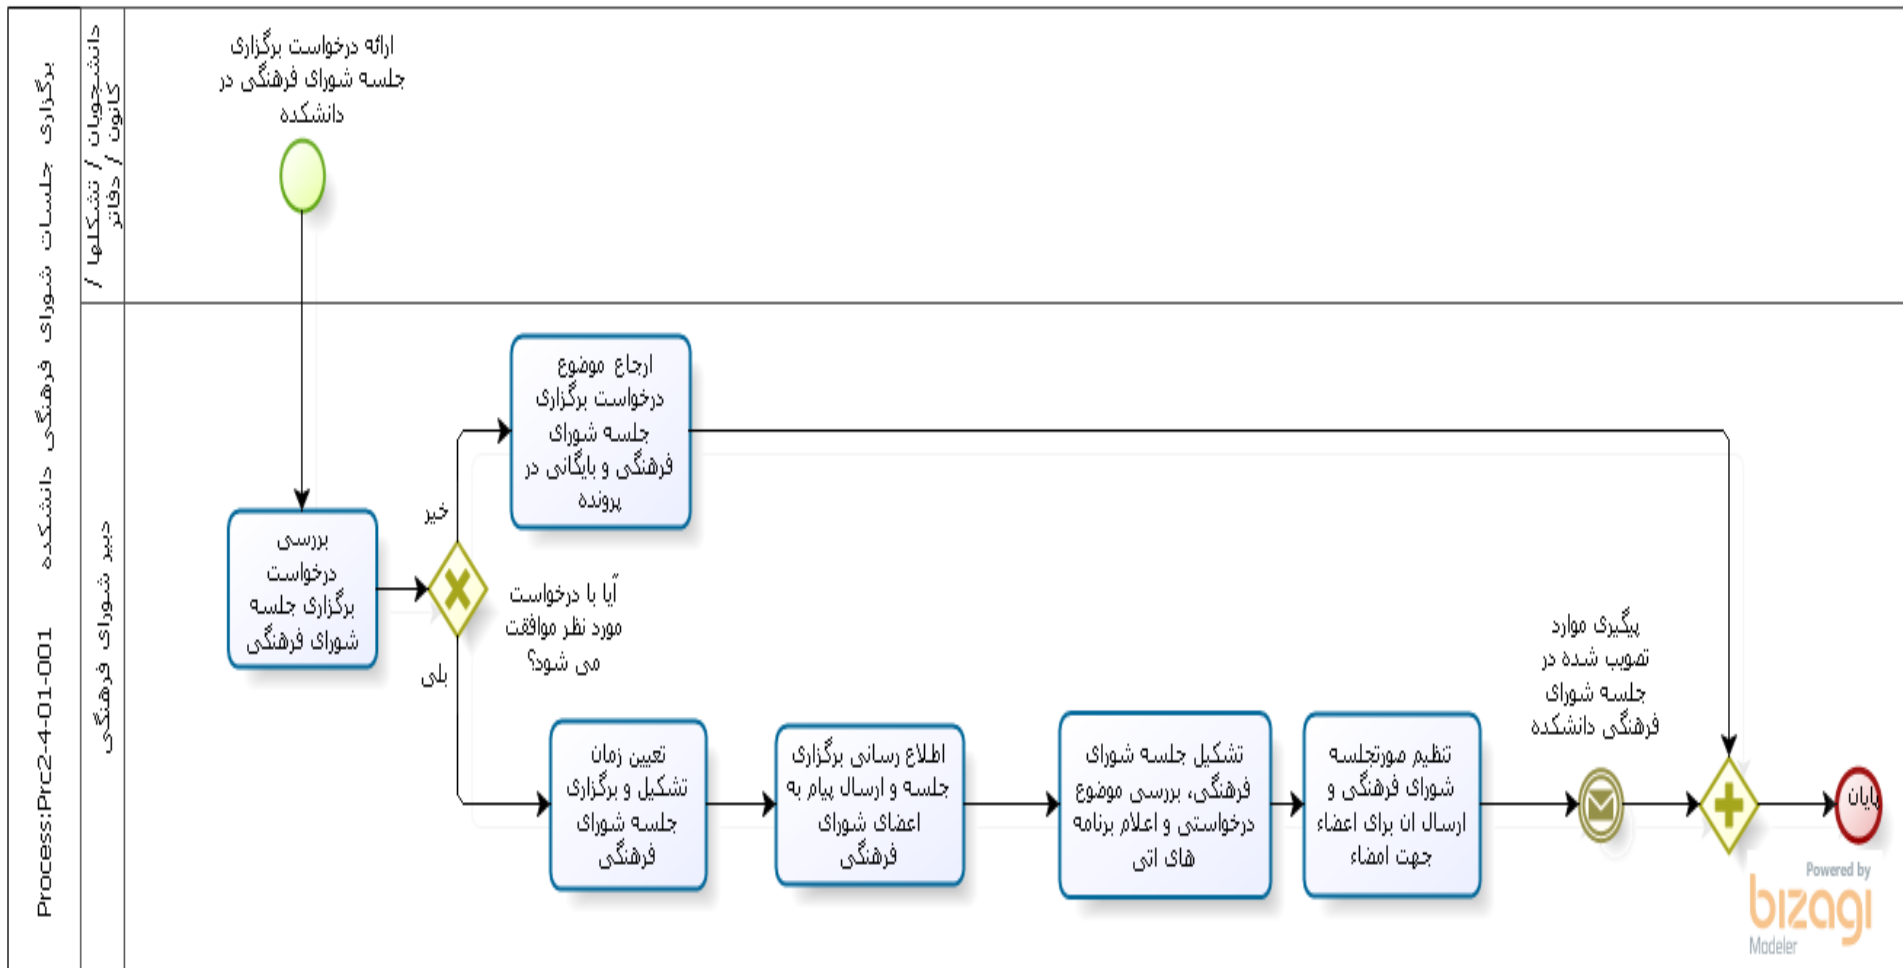 برگزاری جلسات شورای فرهنگی دانشکده
Process:Prc2-4-01-001
دانشجویان / تشکلها /
کانون / دفاتر
دبیر شورای فرهنگی
ارائه درخواست برگزاری
جلسه شورای فرهنگی در
دانشکده
بررسی
درخواست
برگزاری جلسه
شورای فرهنگی
خیر
بلی
آیا با درخواست
مورد نظر موافقت
می شود؟
ارجاع موضوع
درخواست برگزاری
جلسه شورای
فرهنگی و بایگانی در
پرونده
تعیین زمان
تشکیل و برگزاری
جلسه شورای
فرهنگی
اطلاع رسانی برگزاری
جلسه و ارسال پیام به
اعضای شورای
فرهنگی
تشکیل جلسه شورای
فرهنگی، بررسی موضوع
درخواستی و اعلام برنامه
های اتی
تنظیم صورتجلسه
شورای فرهنگی و
ارسال ان برای اعضاء
جهت امضاء
پیگیری موارد
تصویب شده در
جلسه شورای
فرهنگی دانشکده
پایان
Powered by
bizagi
Modeler